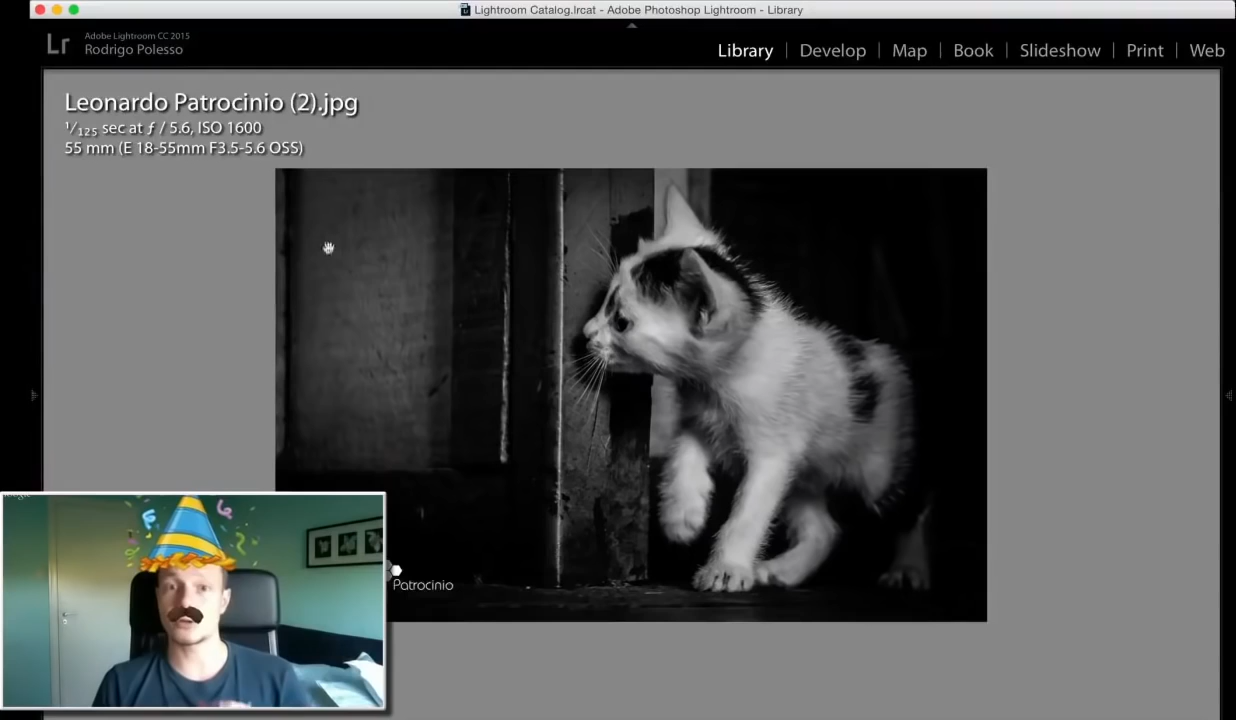 Lightroom Catalog.lrcat - Adobe Photoshop Lightroom - Library
Lr
Adobe Lightroom CC 2015
Rodrigo Polesso
Library | Develop | Map | Book | Slideshow | Print | Web
Leonardo Patrocinio (2).jpg
1/125 sec at ƒ / 5.6, ISO 1600
55 mm (E 18-55mm F3.5-5.6 OSS)
Patrocinio